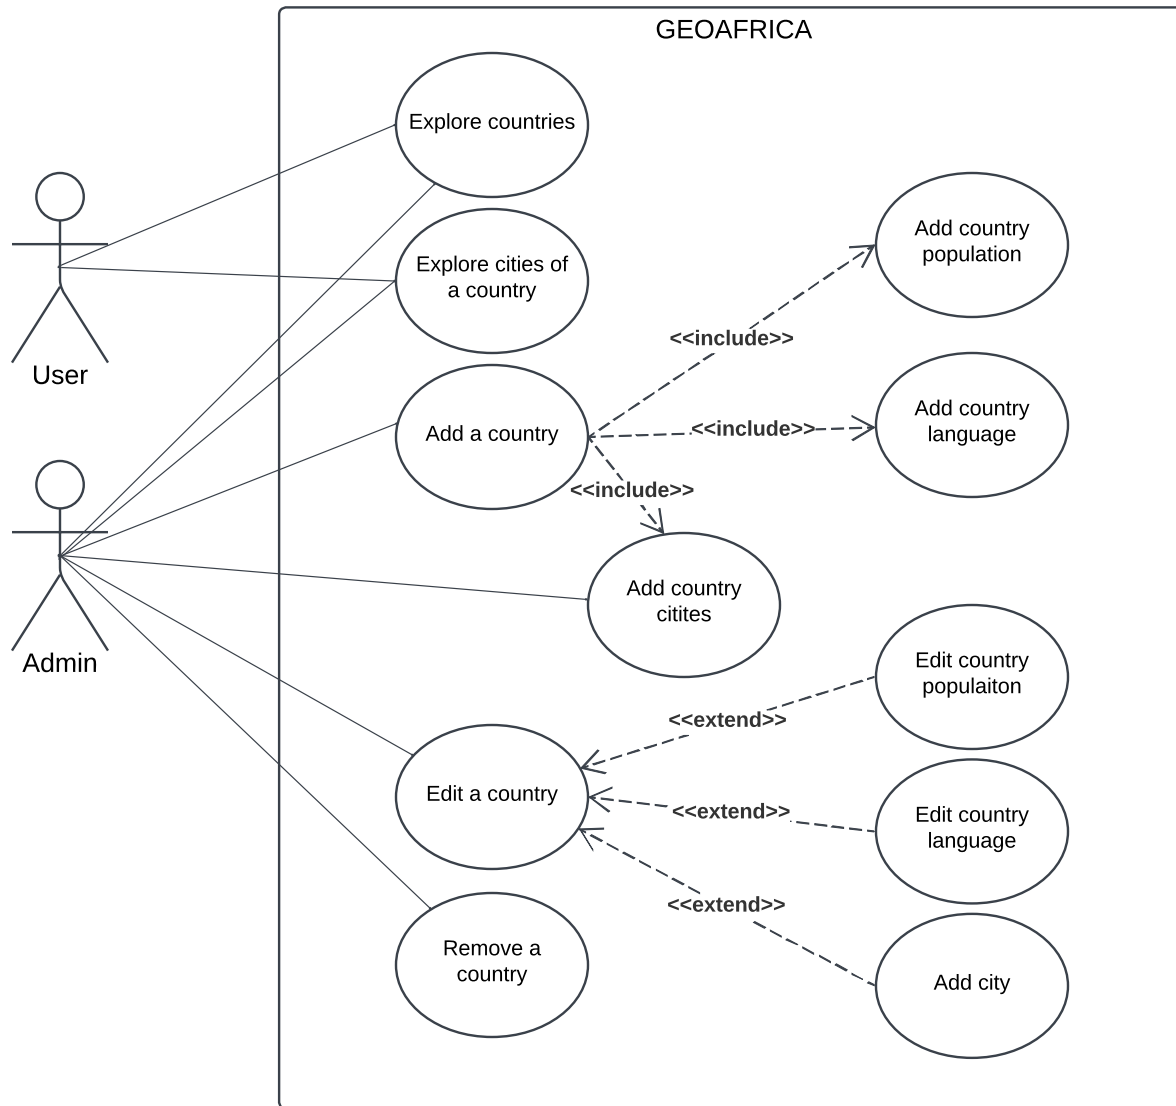 GEOAFRICA
Explore countries
Explore cities of
a country
Add a country
Add country
population
Add country
language
<<include>>
<<include>>
<<include>>
Add country
citites
User
Admin
Edit a country
Edit country
populaiton
Edit country
language
Add city
<<extend>>
<<extend>>
<<extend>>
Remove a
country